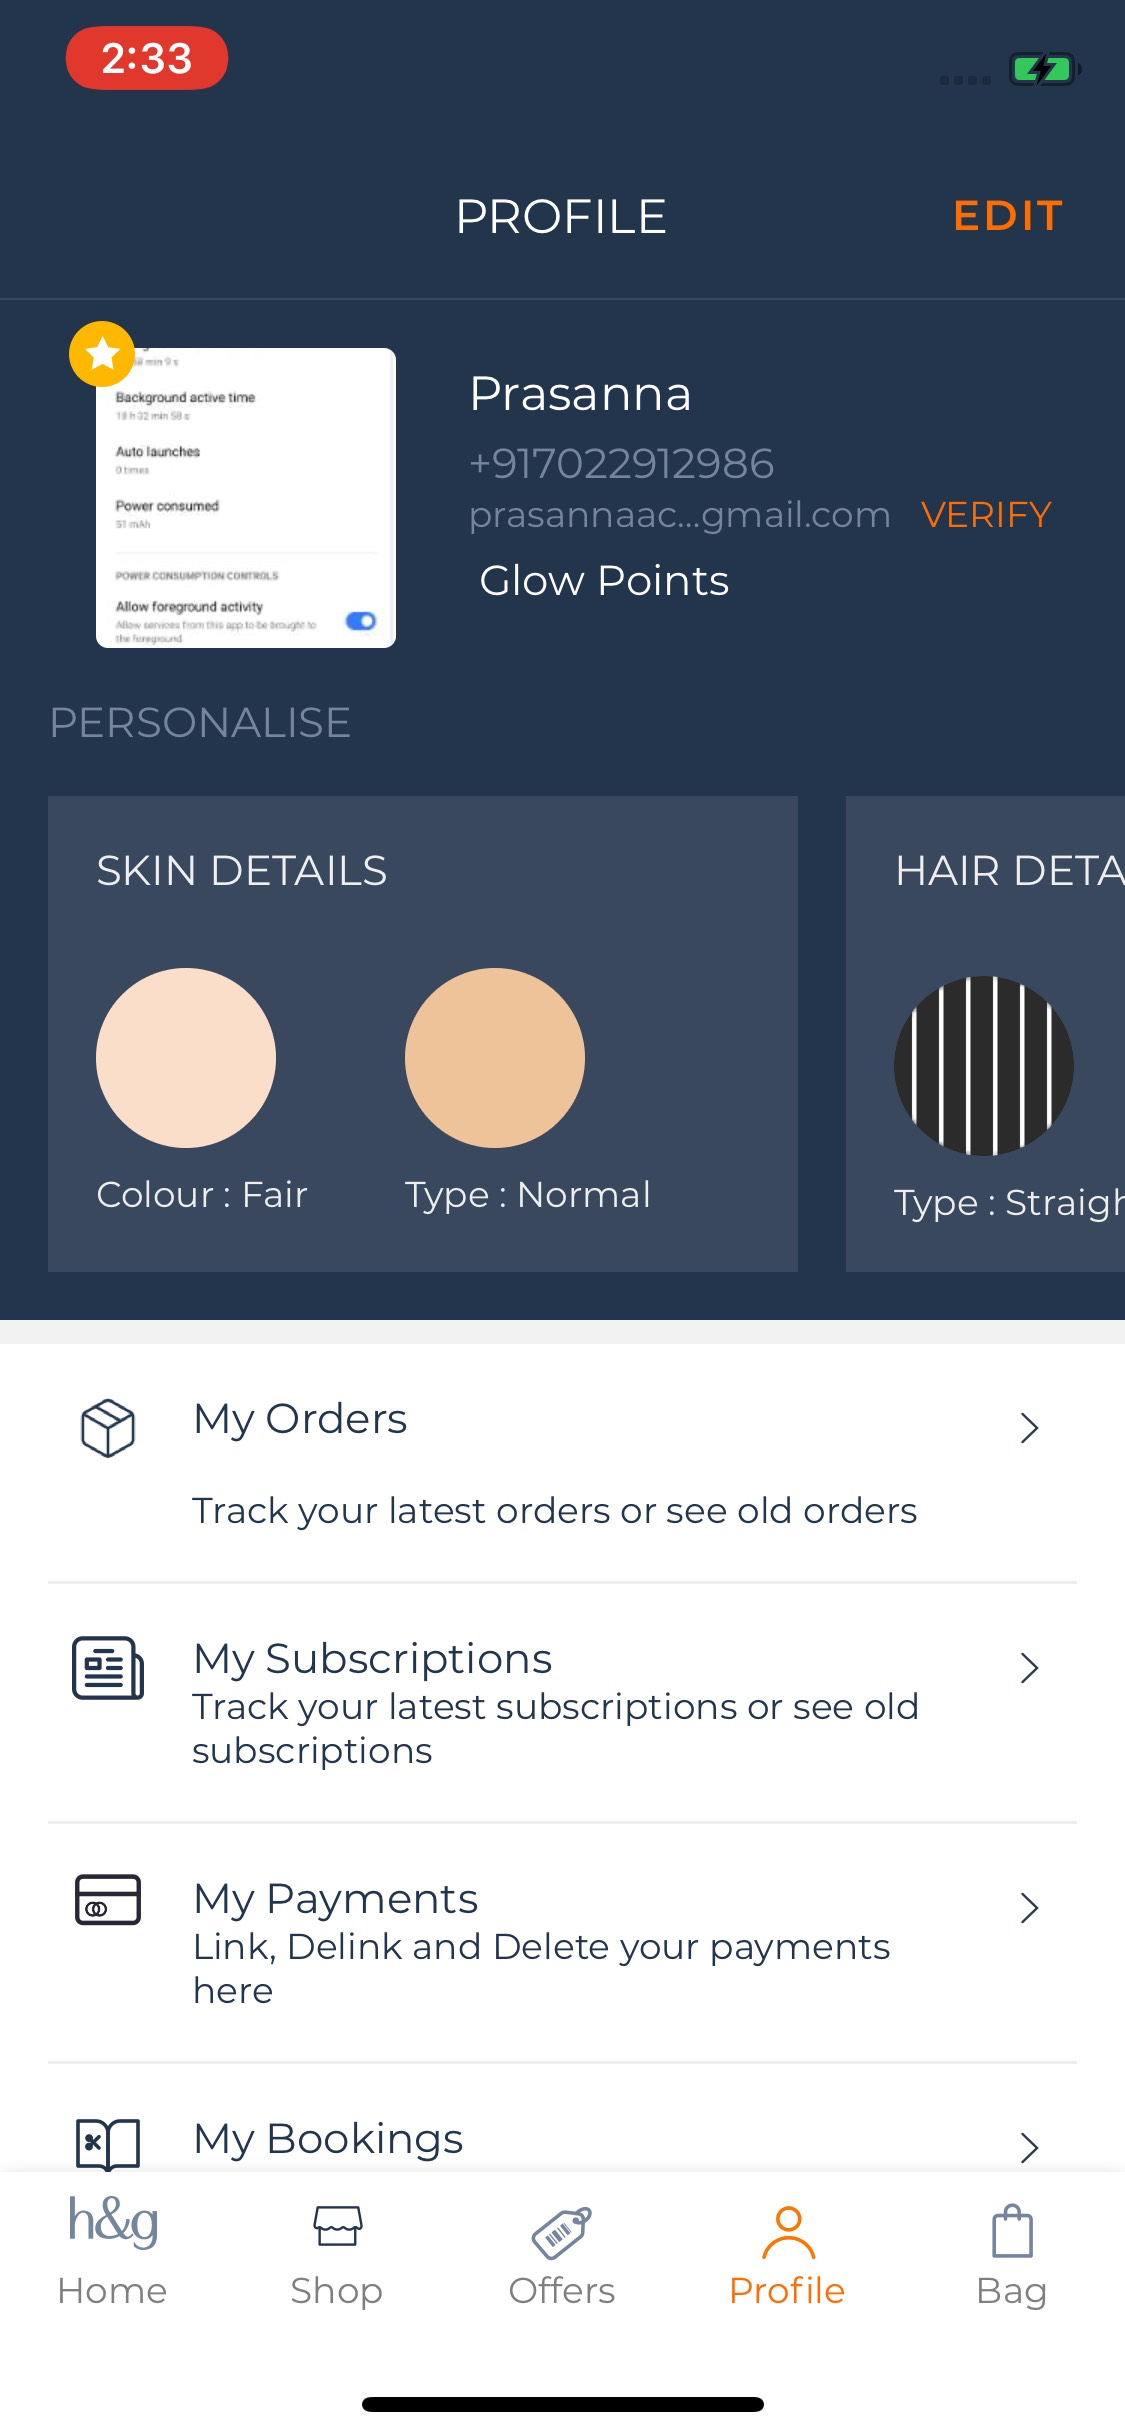 2:33
PROFILE
EDIT
Background active time
18 h 32 min 58 s
Auto launches
0 times
Power consumed
51 mAh
POWER CONSUMPTION CONTROLS
Allow foreground activity
Allow services from this app to be brought to
the foreground
Prasanna
+917022912986
prasannaac...gmail.com VERIFY
Glow Points
PERSONALISE
SKIN DETAILS
Colour : Fair
Type : Normal
HAIR DETA
Type : Straigh
My Orders
Track your latest orders or see old orders
My Subscriptions
Track your latest subscriptions or see old
subscriptions
My Payments
Link, Delink and Delete your payments
here
My Bookings
h&g
Home
Shop
Offers
Profile
Bag